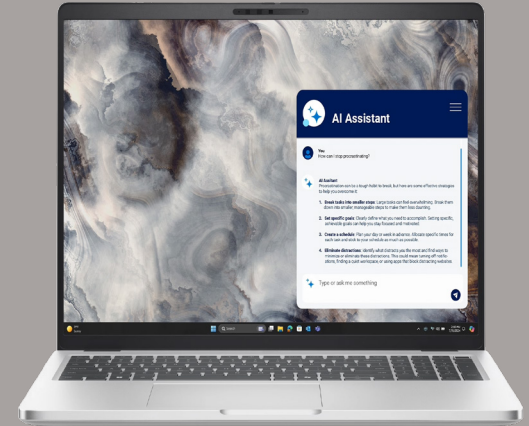 AI Assistant
You
How can I stop procrastinating?
AI Assistant
Procrastination can be a tough habit to break, but here are some effective strategies
to help you overcome it:
1. Break tasks into smaller steps: Large tasks can feel overwhelming. Break them
down into smaller, manageable steps to make them less daunting.
2. Set specific goals: Clearly define what you need to accomplish. Setting specific,
achievable goals can help you stay focused and motivated.
3. Create a schedule: Plan your day or week in advance. Allocate specific times for
each task and stick to your schedule as much as possible.
4. Eliminate distractions: Identify what distracts you the most and find ways to
minimize or eliminate these distractions. This could mean turning off notifi-
cations, finding a quiet workspace, or using apps that block distracting websites.
Type or ask me something
Search